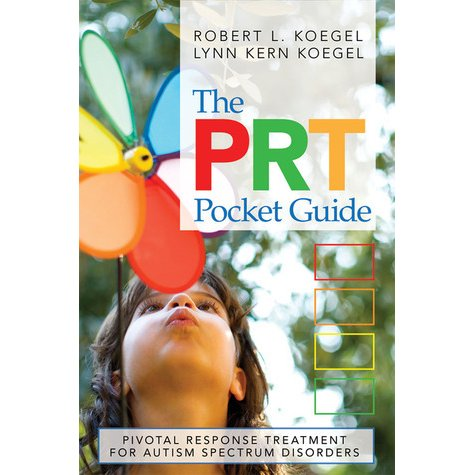 ROBERT L. KOEGEL
LYNN KERN KOEGEL
The
PRT
Pocket Guide
PIVOTAL RESPONSE TREATMENT
FOR AUTISM SPECTRUM DISORDERS